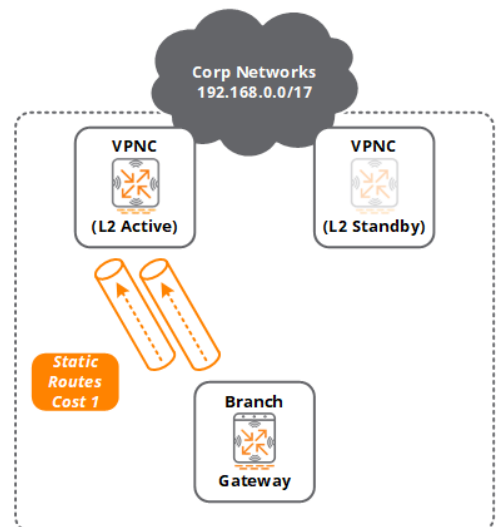 Corp Networks
192.168.0.0/17
VPNC
(L2 Active)
VPNC
(L2 Standby)
Static
Routes
Cost 1
Branch
Gateway